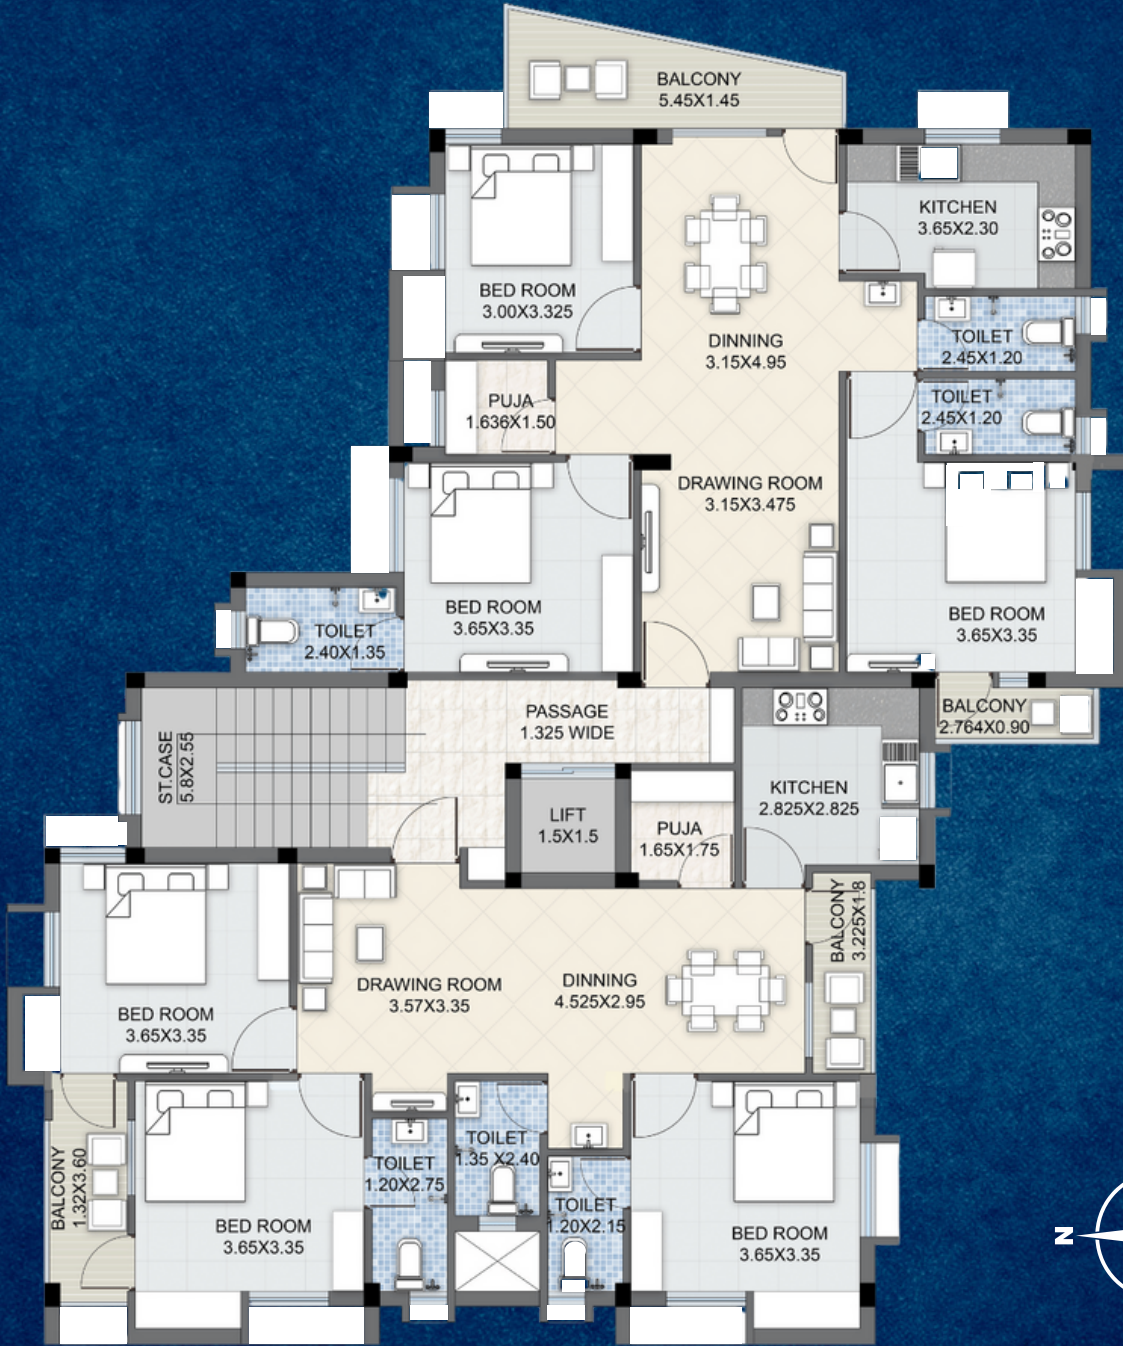 BALCONY
5.45X1.45
KITCHEN
3.65X2.30
BED ROOM
3.00X3.325
DINNING
3.15X4.95
TOILET
2.45X1.20
PUJA
1.636X1.50
TOILET
2.45X1.20
DRAWING ROOM
3.15X3.475
BED ROOM
3.65X3.35
BED ROOM
3.65X3.35
TOILET
2.40X1.35
PASSAGE
1.325 WIDE
BALCONY
2.764X0.90
ST.CASE
5.8X2.55
KITCHEN
2.825X2.825
LIFT
1.5X1.5
PUJA
1.65X1.75
BALCONY
3.225X1.8
DRAWING ROOM
3.57X3.35
DINNING
4.525X2.95
BED ROOM
3.65X3.35
TOILET
1.35 X2.40
TOILET
1.20X2.75
BALCONY
1.32X3.60
TOILET
1.20X2.15
BED ROOM
3.65X3.35
BED ROOM
3.65X3.35
N